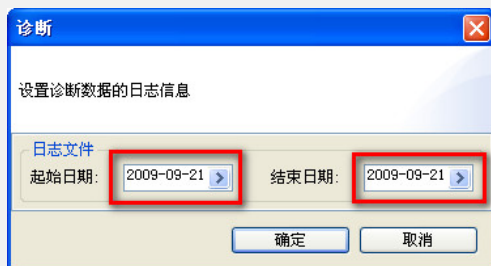 诊断
设置诊断数据的日志信息
日志文件
起始日期: 2009-09-21 结束日期: 2009-09-21
确定 取消